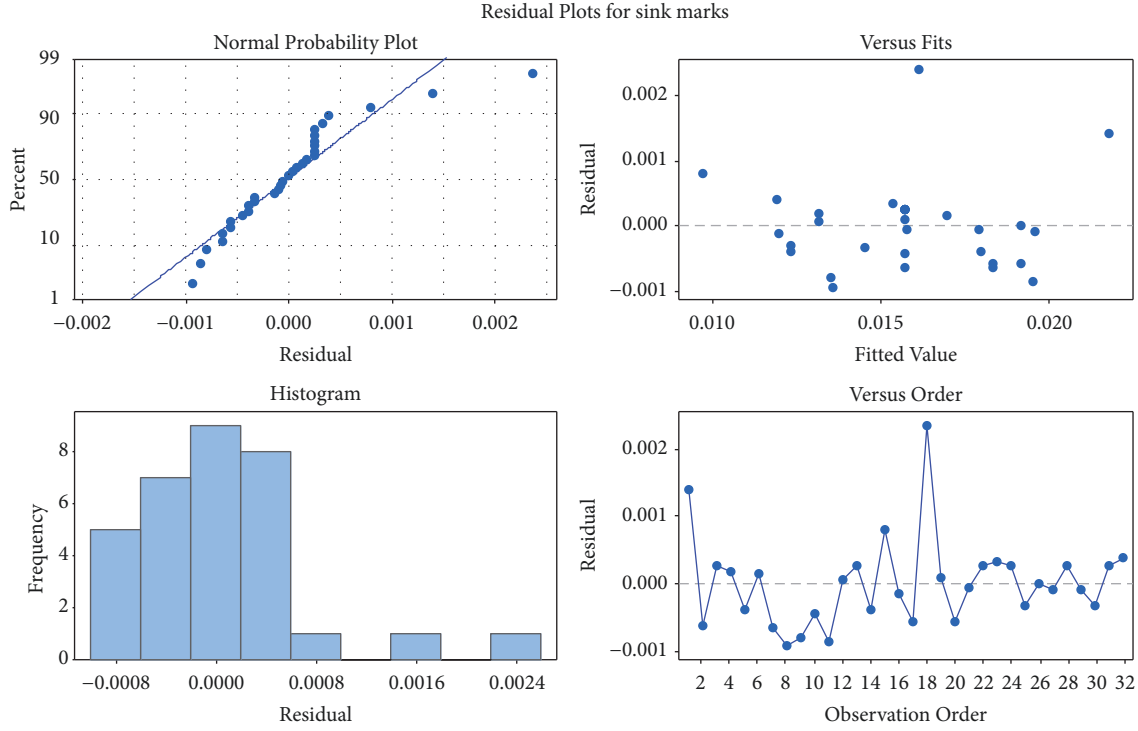 Residual Plots for sink marks
Normal Probability Plot
99
90
50
10
1
Percent
−0.002 −0.001 0.000 0.001 0.002
Residual
Versus Fits
0.002
0.001
0.000
−0.001
Residual
0.010 0.015 0.020
Fitted Value
Histogram
8
6
4
2
0
Frequency
−0.0008 0.0000 0.0008 0.0016 0.0024
Residual
Versus Order
0.002
0.001
0.000
−0.001
Residual
2 4 6 8 10 12 14 16 18 20 22 24 26 28 30 32
Observation Order